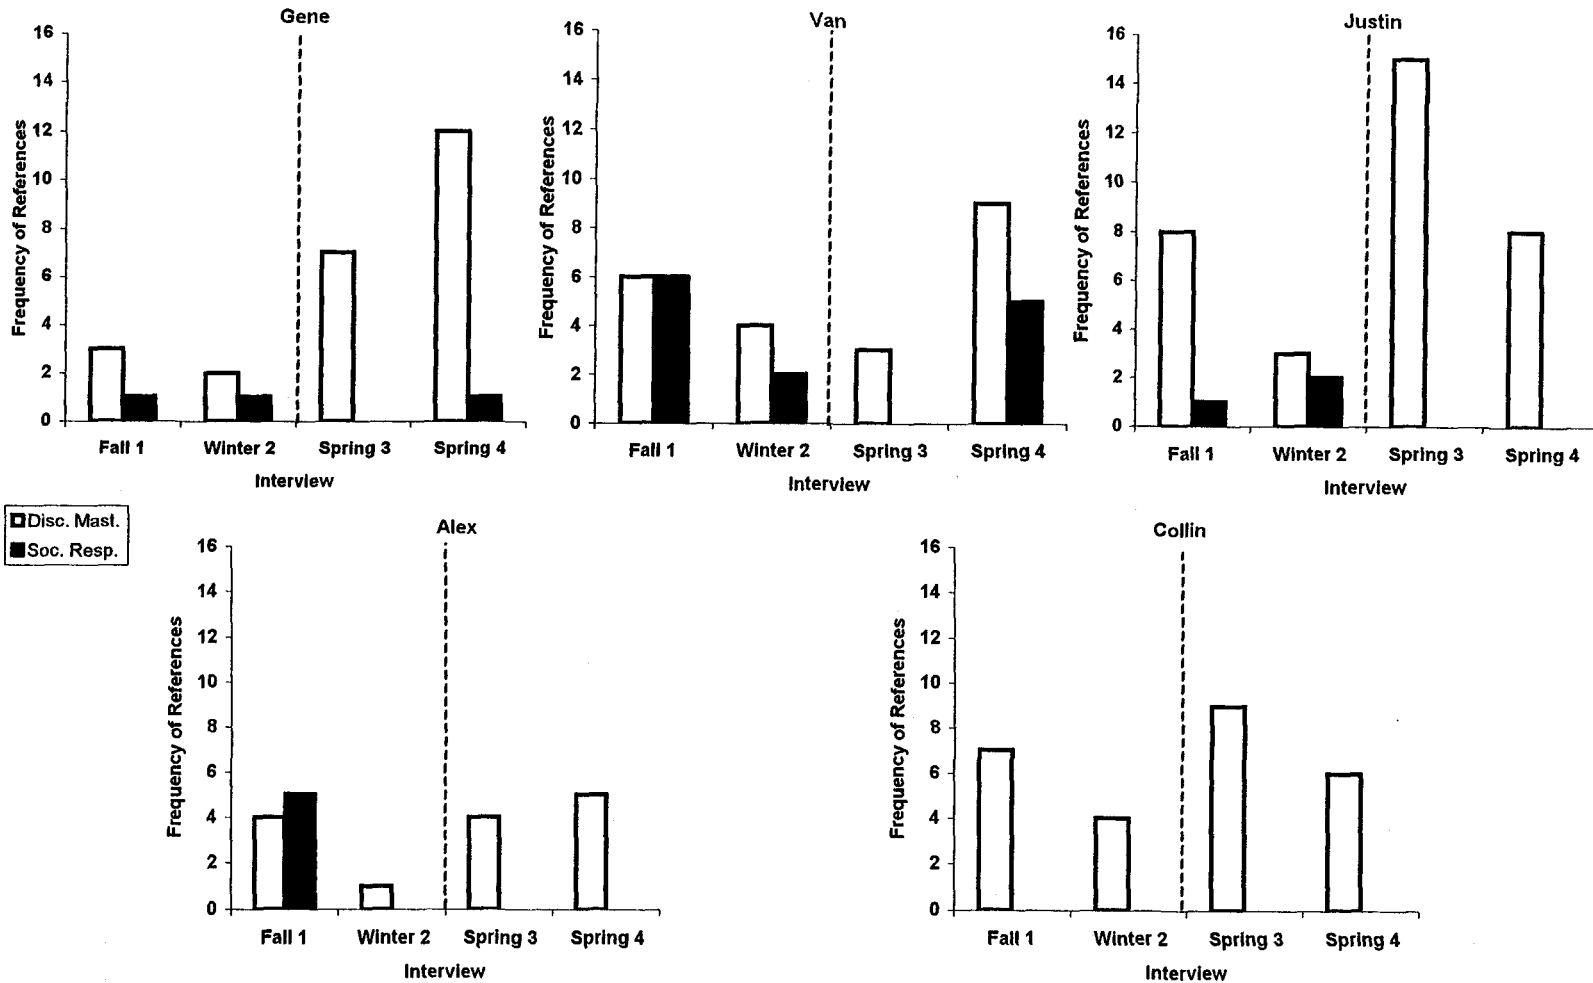 Gene
Frequency of References
16
14
12
10
8
6
4
2
0
Fall 1 Winter 2 Spring 3 Spring 4
Interview
Van
Frequency of References
16
14
12
10
8
6
4
2
0
Fall 1 Winter 2 Spring 3 Spring 4
Interview
Justin
Frequency of References
16
14
12
10
8
6
4
2
0
Fall 1 Winter 2 Spring 3 Spring 4
Interview
Disc. Mast.
Soc. Resp.
Alex
Frequency of References
16
14
12
10
8
6
4
2
0
Fall 1 Winter 2 Spring 3 Spring 4
Interview
Collin
Frequency of References
16
14
12
10
8
6
4
2
0
Fall 1 Winter 2 Spring 3 Spring 4
Interview